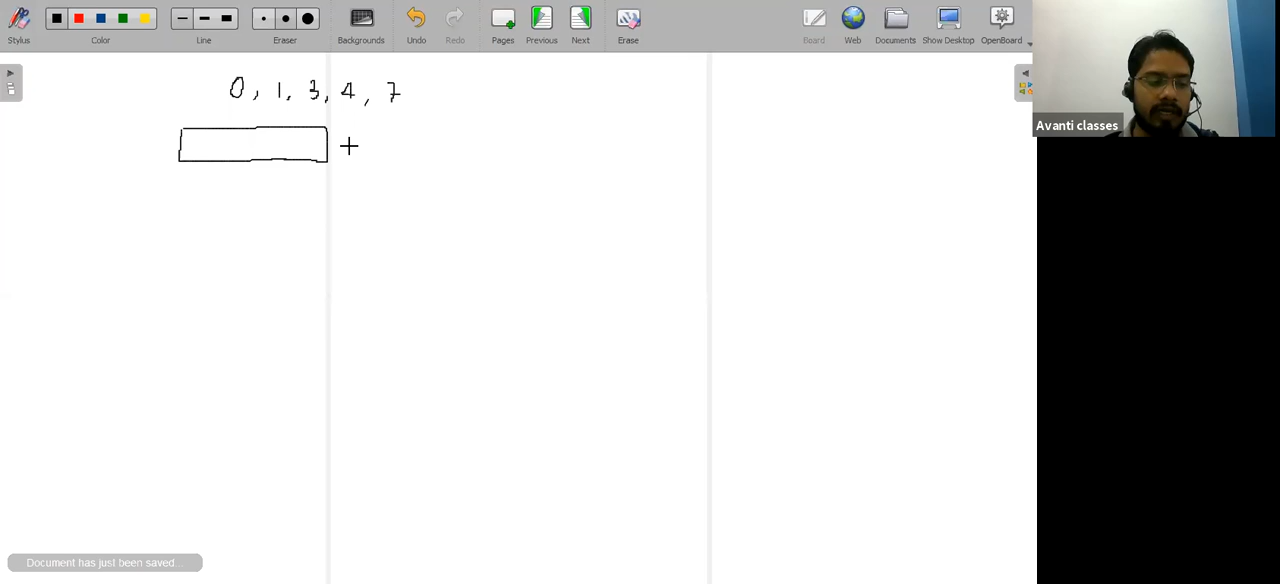 Stylus Color Line Eraser Backgrounds Undo Redo Pages Previous Next Erase Board Web Documents Show Desktop OpenBoard
Avanti classes
0, 1, 3, 4, 7
Document has just been saved...